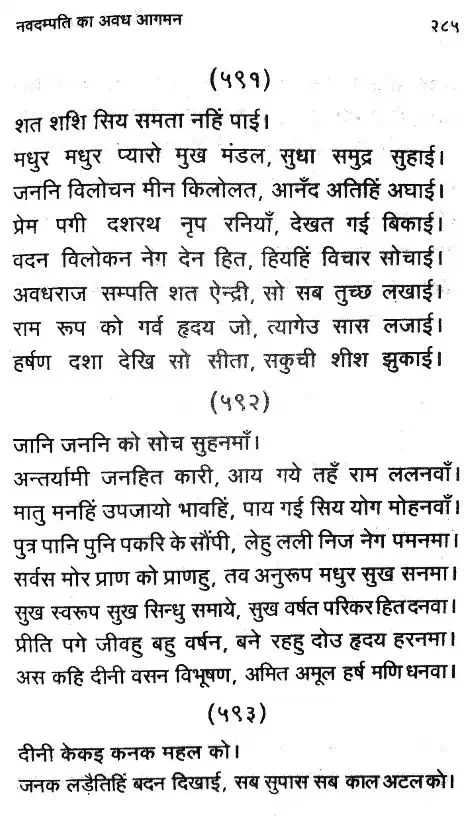 नवदम्पति का अवध आगमन २८५
(५९१)
शत शशि सिय समता नहिं पाई।
मधुर मधुर प्यारो मुख मंडल, सुधा समुद्र सुहाई।
जननि विलोचन मीन किलोलत, आनँद अतिहिं अघाई।
प्रेम पगी दशरथ नृप रनियाँ, देखत गई बिकाई।
वदन विलोकन नेग देन हित, हियहिं विचार सोचाई।
अवधराज सम्पति शत ऐन्द्री, सो सब तुच्छ लखाई।
राम रूप को गर्व हृदय जो, त्यागेउ सास लजाई।
हर्षण दशा देखि सो सीता, सकुची शीश झुकाई।
(५९२)
जानि जननि को सोच सुहनमाँ।
अन्तर्यामी जनहित कारी, आय गये तहँ राम ललनवाँ।
मातु मनहिं उपजायो भावहिं, पाय गई सिय योग मोहनवाँ।
पुत्र पानि पुनि पकरि के सौंपी, लेहु लली निज नेग पमनमा।
सर्वस मोर प्राण को प्राणहु, तव अनुरूप मधुर सुख सनमा।
सुख स्वरूप सुख सिन्धु समाये, सुख वर्षत परिकर हित दनवा।
प्रीति पगे जीवहु बहु वर्षन, बने रहहु दोउ हृदय हरनमा।
अस कहि दीनी वसन विभूषण, अमित अमूल हर्ष मणि धनवा।
(५९३)
दीनी केकइ कनक महल को।
जनक लड़ैतिहिं बदन दिखाई, सब सुपास सब काल अटल को।